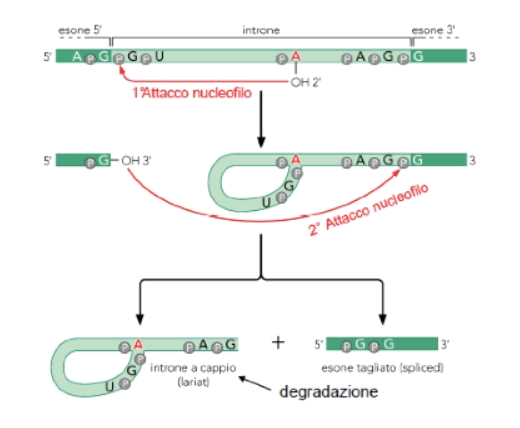 esone 5' introne esone 3'
5' A P G P G P U P A P A P G P G 3
OH 2'
1°Attacco nucleofilo
5' P G OH 3' P A P A P G P G 3
P G P U
2° Attacco nucleofilo
P A P A P G + 5' P G P G 3'
P G P U
introne a cappio esone tagliato (spliced)
(lariat)
degradazione